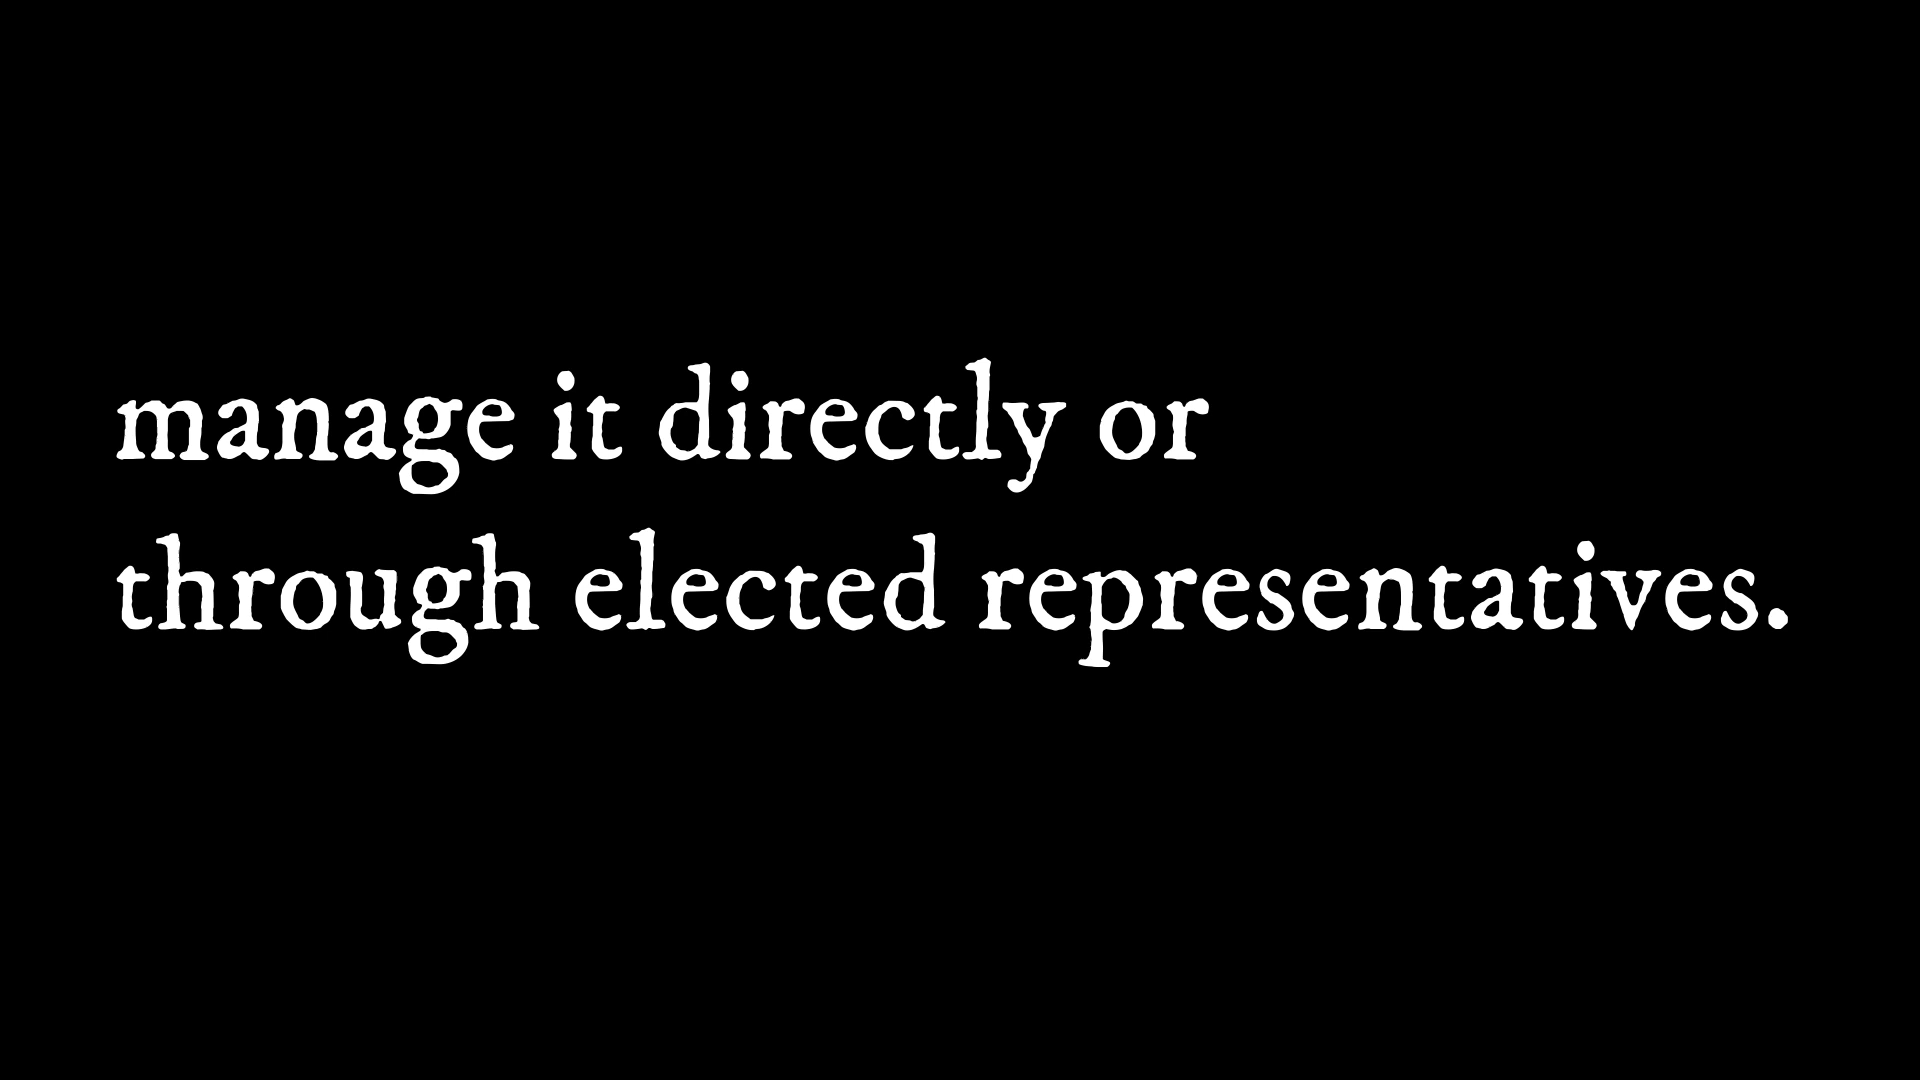 manage it directly or
through elected representatives.